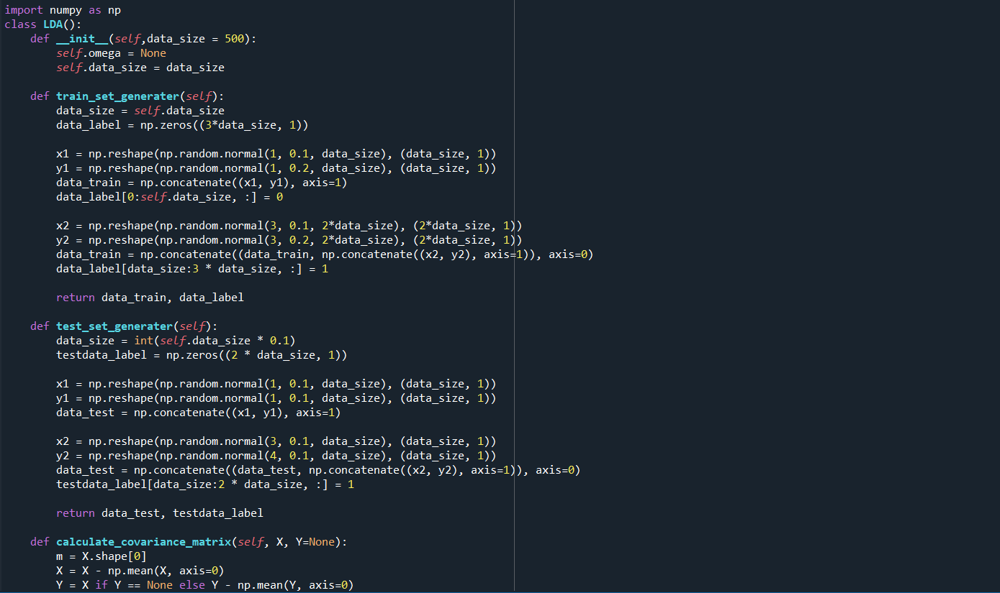 import numpy as np
class LDA():
    def __init__(self,data_size = 500):
        self.omega = None
        self.data_size = data_size

    def train_set_generater(self):
        data_size = self.data_size
        data_label = np.zeros((3*data_size, 1))

        x1 = np.reshape(np.random.normal(1, 0.1, data_size), (data_size, 1))
        y1 = np.reshape(np.random.normal(1, 0.2, data_size), (data_size, 1))
        data_train = np.concatenate((x1, y1), axis=1)
        data_label[0:self.data_size, :] = 0

        x2 = np.reshape(np.random.normal(3, 0.1, 2*data_size), (2*data_size, 1))
        y2 = np.reshape(np.random.normal(3, 0.2, 2*data_size), (2*data_size, 1))
        data_train = np.concatenate((data_train, np.concatenate((x2, y2), axis=1)), axis=0)
        data_label[data_size:3 * data_size, :] = 1

        return data_train, data_label

    def test_set_generater(self):
        data_size = int(self.data_size * 0.1)
        testdata_label = np.zeros((2 * data_size, 1))

        x1 = np.reshape(np.random.normal(1, 0.1, data_size), (data_size, 1))
        y1 = np.reshape(np.random.normal(1, 0.1, data_size), (data_size, 1))
        data_test = np.concatenate((x1, y1), axis=1)

        x2 = np.reshape(np.random.normal(3, 0.1, data_size), (data_size, 1))
        y2 = np.reshape(np.random.normal(4, 0.1, data_size), (data_size, 1))
        data_test = np.concatenate((data_test, np.concatenate((x2, y2), axis=1)), axis=0)
        testdata_label[data_size:2 * data_size, :] = 1

        return data_test, testdata_label

    def calculate_covariance_matrix(self, X, Y=None):
        m = X.shape[0]
        X = X - np.mean(X, axis=0)
        Y = X if Y == None else Y - np.mean(Y, axis=0)